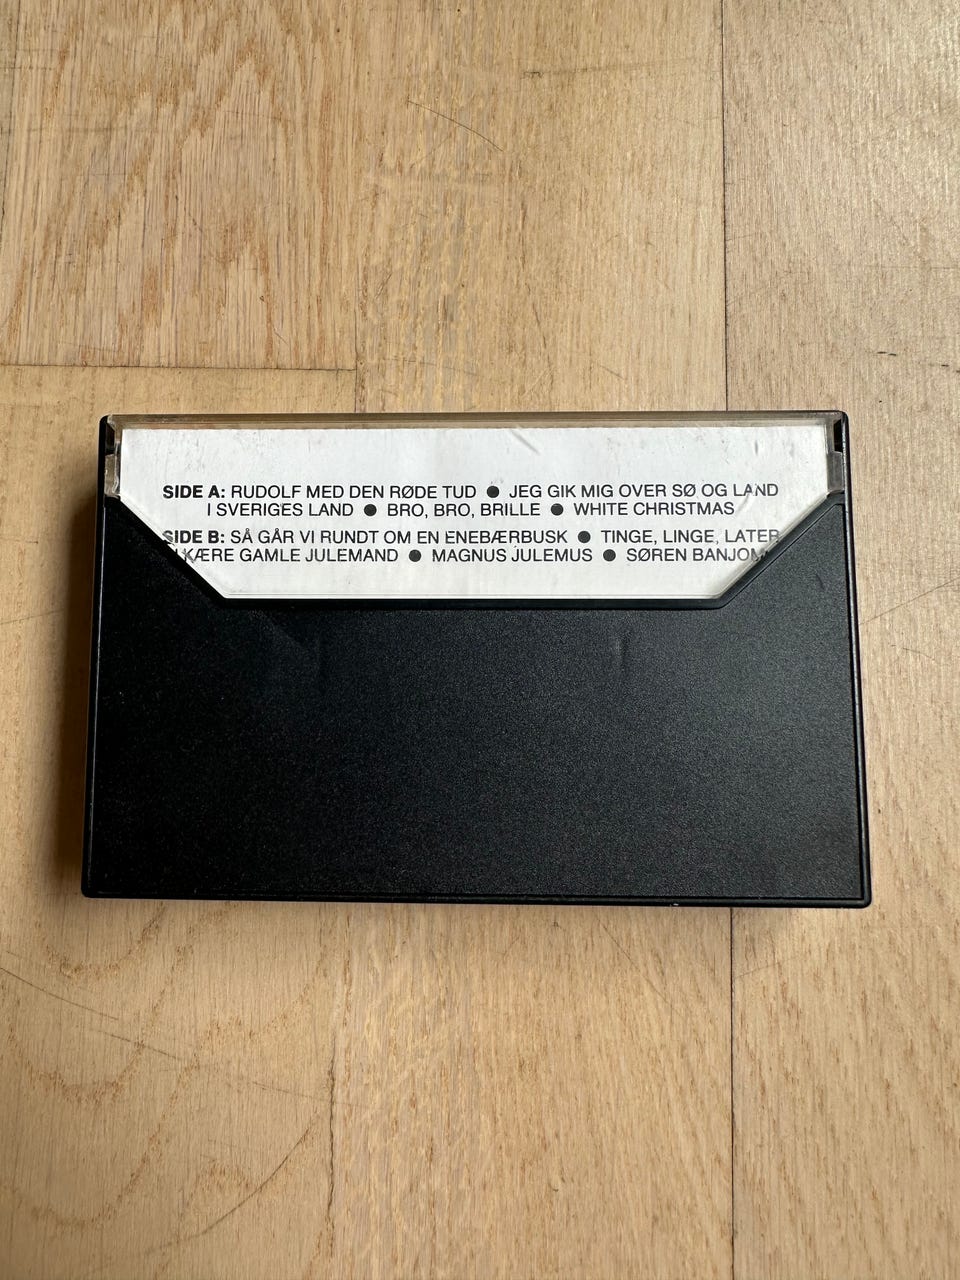 SIDE A: RUDOLF MED DEN RØDE TUD ● JEG GIK MIG OVER SØ OG LAND
I SVERIGES LAND ● BRO, BRO, BRILLE ● WHITE CHRISTMAS
SIDE B: SÅ GÅR VI RUNDT OM EN ENEBÆRBUSK ● TINGE, LINGE, LATER
KÆRE GAMLE JULEMAND ● MAGNUS JULEMUS ● SØREN BANJOM